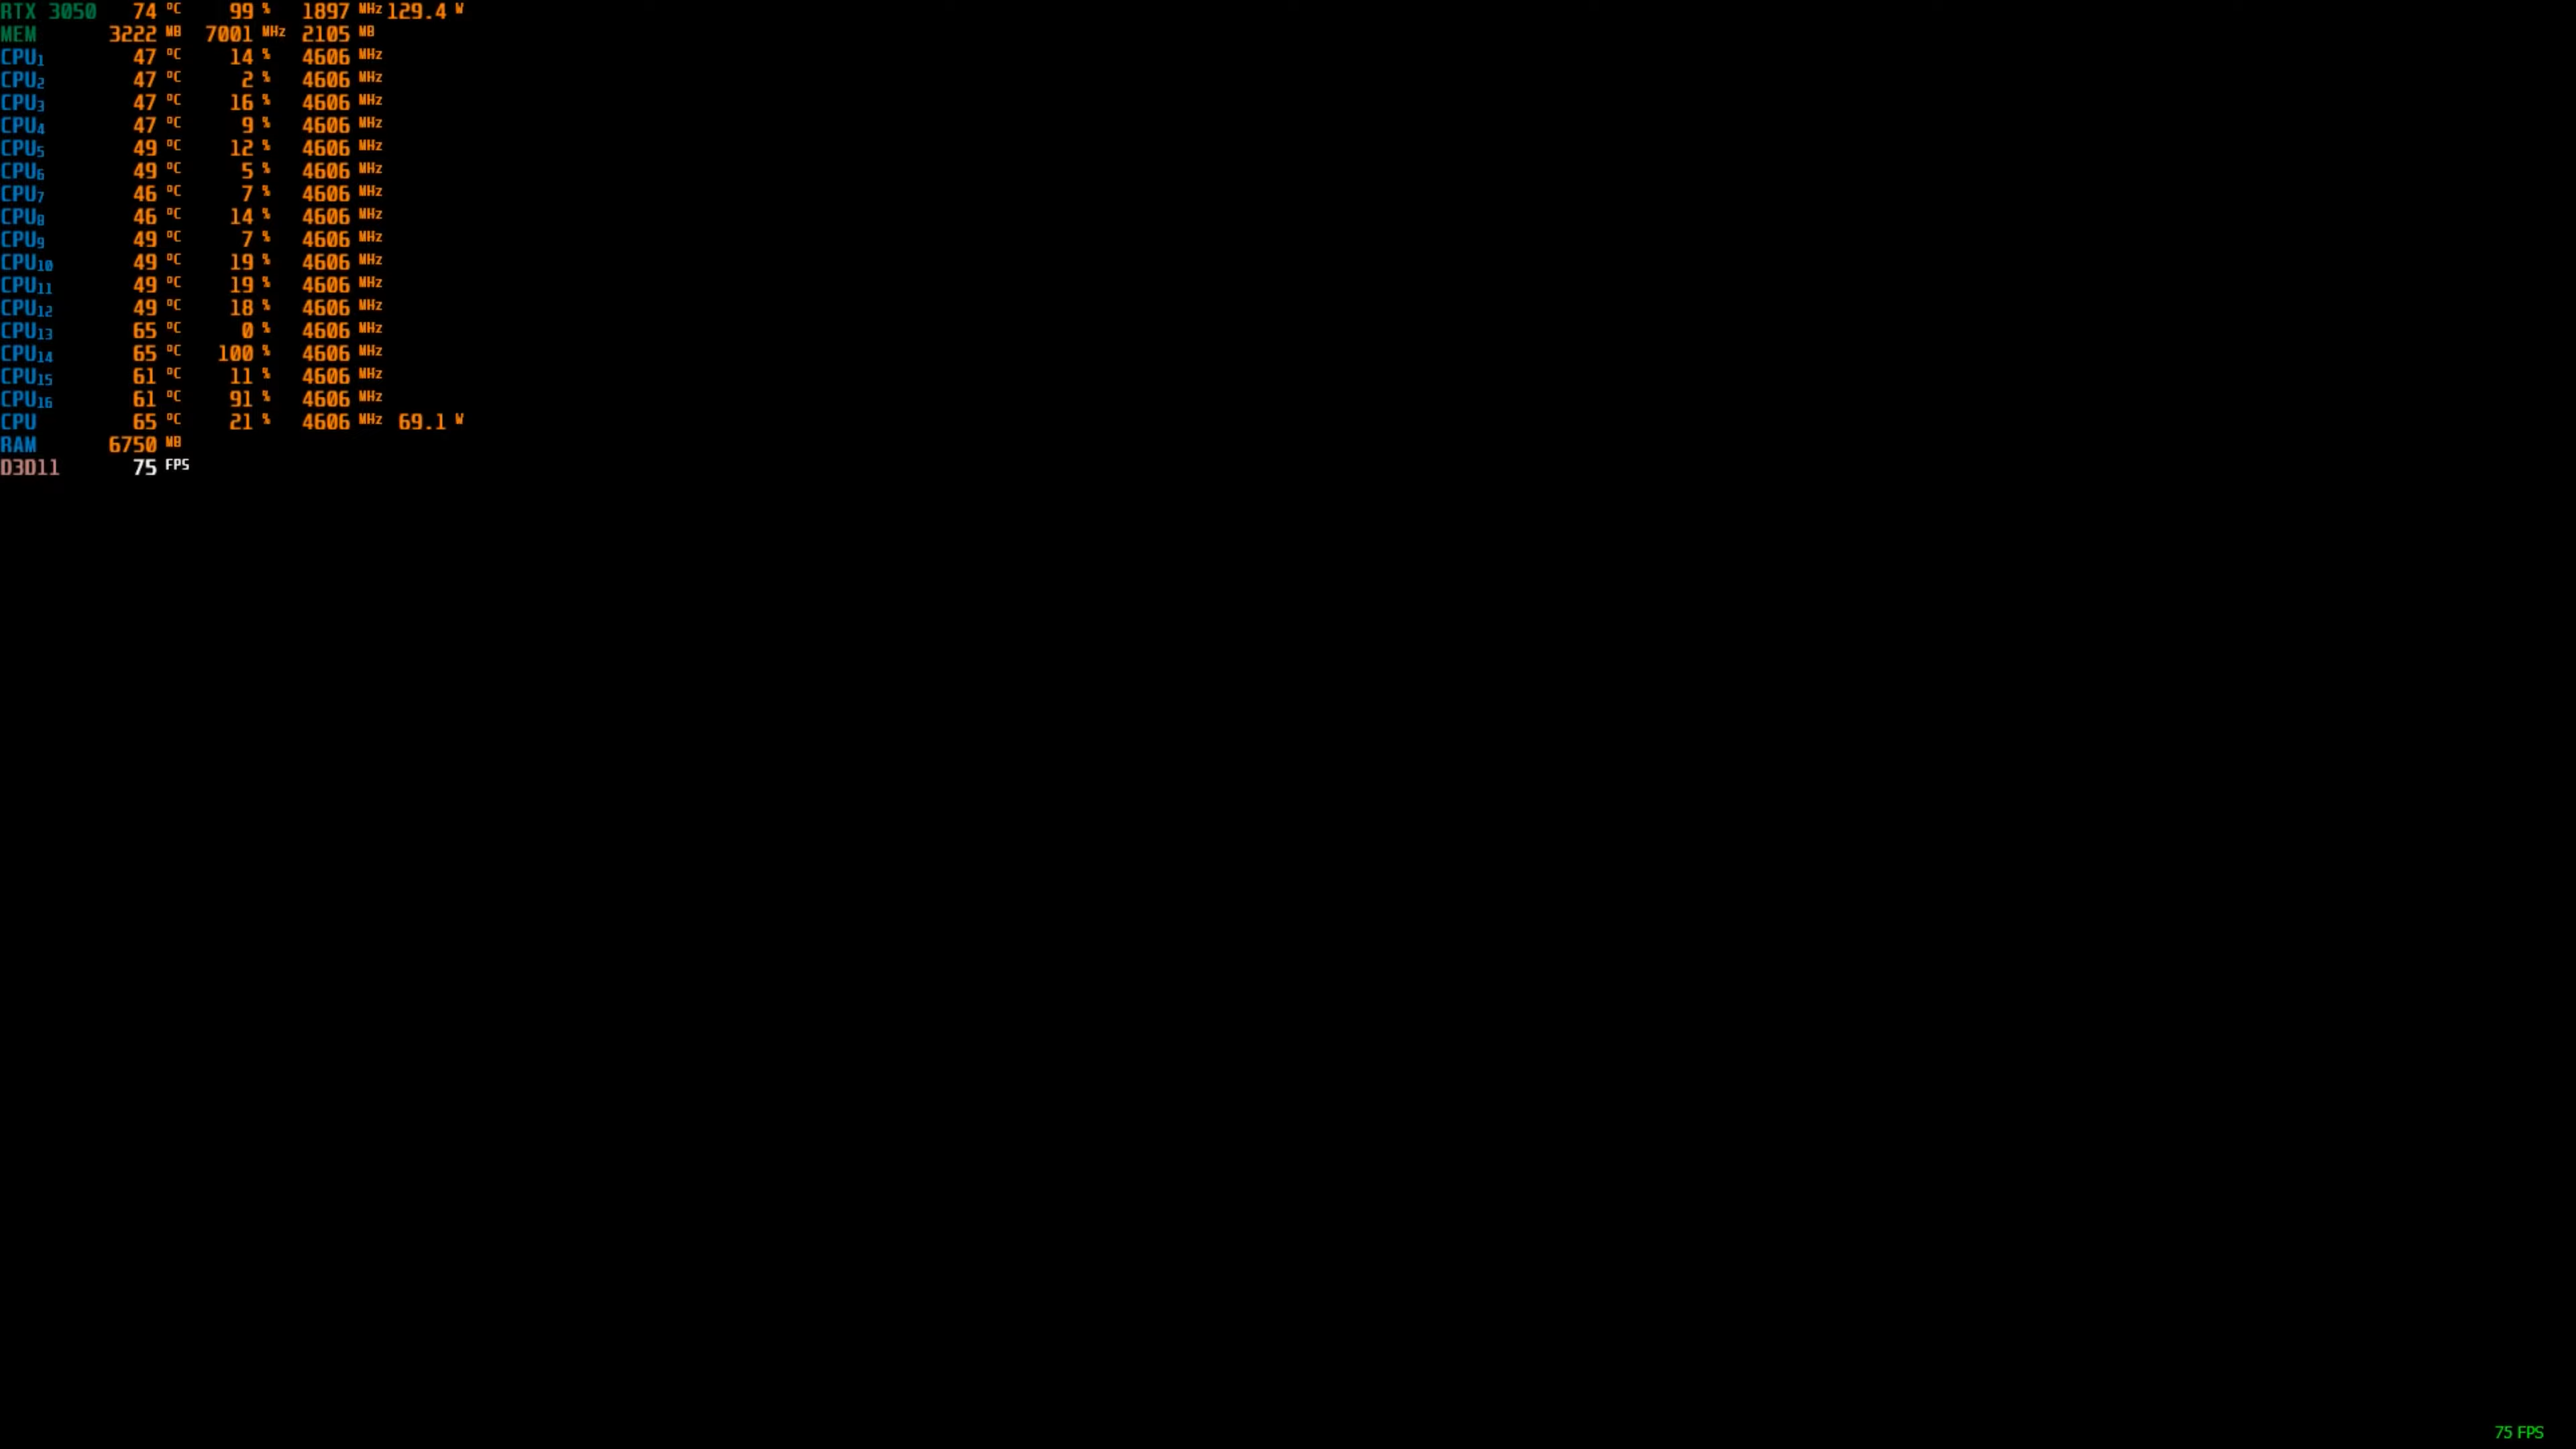 RTX 3050 74 °C 99 % 1897 MHz 129.4 W
MEM 3222 MB 7001 MHz 2105 MB
CPU1 47 °C 14 % 4606 MHz
CPU2 47 °C 2 % 4606 MHz
CPU3 47 °C 16 % 4606 MHz
CPU4 47 °C 9 % 4606 MHz
CPU5 49 °C 12 % 4606 MHz
CPU6 49 °C 5 % 4606 MHz
CPU7 46 °C 7 % 4606 MHz
CPU8 46 °C 14 % 4606 MHz
CPU9 49 °C 7 % 4606 MHz
CPU10 49 °C 19 % 4606 MHz
CPU11 49 °C 19 % 4606 MHz
CPU12 49 °C 18 % 4606 MHz
CPU13 65 °C 0 % 4606 MHz
CPU14 65 °C 100 % 4606 MHz
CPU15 61 °C 11 % 4606 MHz
CPU16 61 °C 91 % 4606 MHz
CPU 65 °C 21 % 4606 MHz 69.1 W
RAM 6750 MB
D3D11 75 FPS
75 FPS